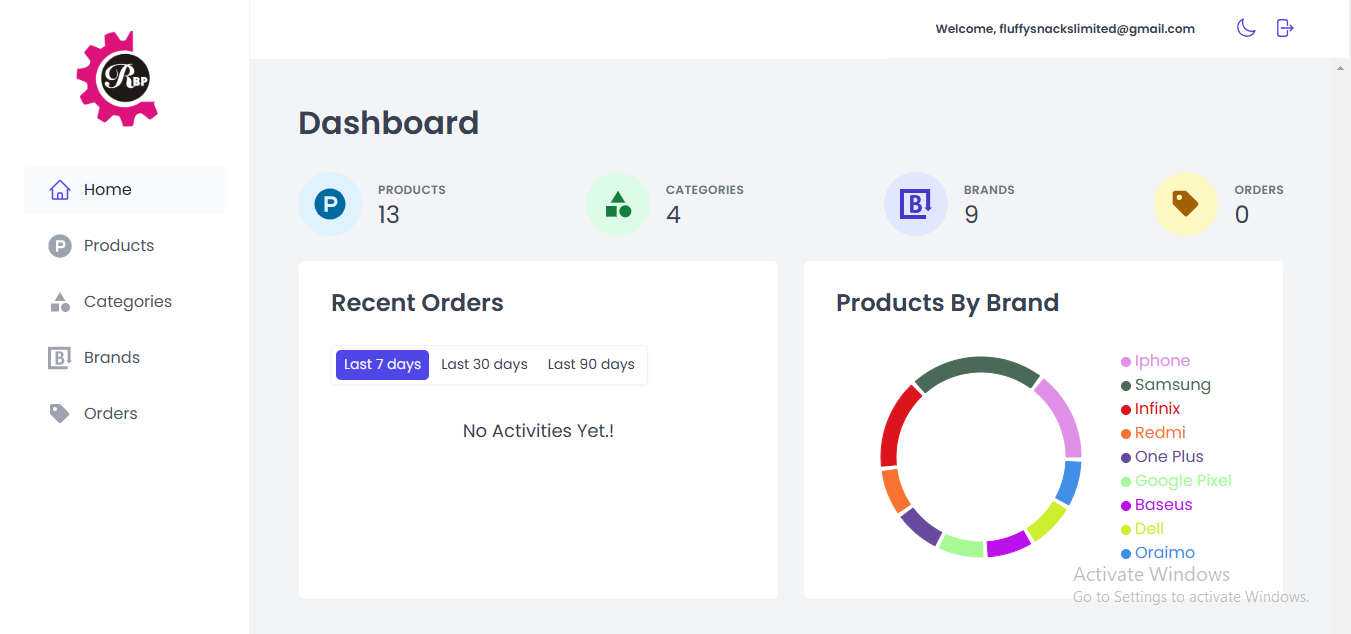 Welcome, fluffysnackslimited@gmail.com
RBP
Home
Products
Categories
Brands
Orders
Dashboard
P
PRODUCTS
13
CATEGORIES
4
B
BRANDS
9
ORDERS
0
Recent Orders
Last 7 days Last 30 days Last 90 days
No Activities Yet.!
Products By Brand
Iphone
Samsung
Infinix
Redmi
One Plus
Google Pixel
Baseus
Dell
Oraimo
Activate Windows
Go to Settings to activate Windows.